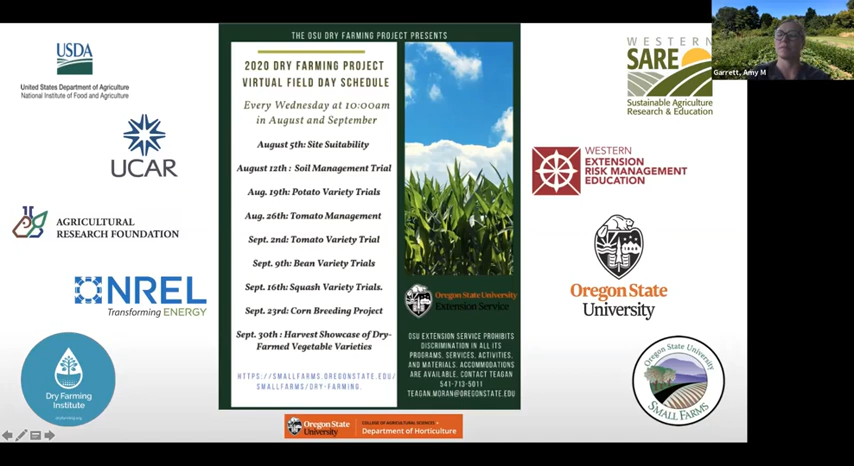 THE OSU DRY FARMING PROJECT PRESENTS
2020 DRY FARMING PROJECT
VIRTUAL FIELD DAY SCHEDULE
Every Wednesday at 10:00am
in August and September
August 5th: Site Suitability
August 12th : Soil Management Trial
Aug. 19th: Potato Variety Trials
Aug. 26th: Tomato Management
Sept. 2nd: Tomato Variety Trial
Sept. 9th: Bean Variety Trials
Sept. 16th: Squash Variety Trials.
Sept. 23rd: Corn Breeding Project
Sept. 30th : Harvest Showcase of Dry-
Farmed Vegetable Varieties
HTTPS://SMALLFARMS.OREGONSTATE.EDU/
SMALLFARMS/DRY-FARMING.
Oregon State University
Extension Service
OSU EXTENSION SERVICE PROHIBITS
DISCRIMINATION IN ALL ITS
PROGRAMS, SERVICES, ACTIVITIES,
AND MATERIALS. ACCOMMODATIONS
ARE AVAILABLE, CONTACT TEAGAN
541-713-5011
TEAGAN.MORAN@OREGONSTATE.EDU
USDA
United States Department of Agriculture
National Institute of Food and Agriculture
UCAR
AGRICULTURAL
RESEARCH FOUNDATION
NREL
Transforming ENERGY
Dry Farming
Institute
dryfarming.org
Oregon State
University
COLLEGE OF AGRICULTURAL SCIENCES
Department of Horticulture
WESTERN
SARE
Sustainable Agriculture
Research & Education
Garrett, Amy M
WESTERN
EXTENSION
RISK MANAGEMENT
EDUCATION
Oregon State
University
Oregon State University
SMALL FARMS